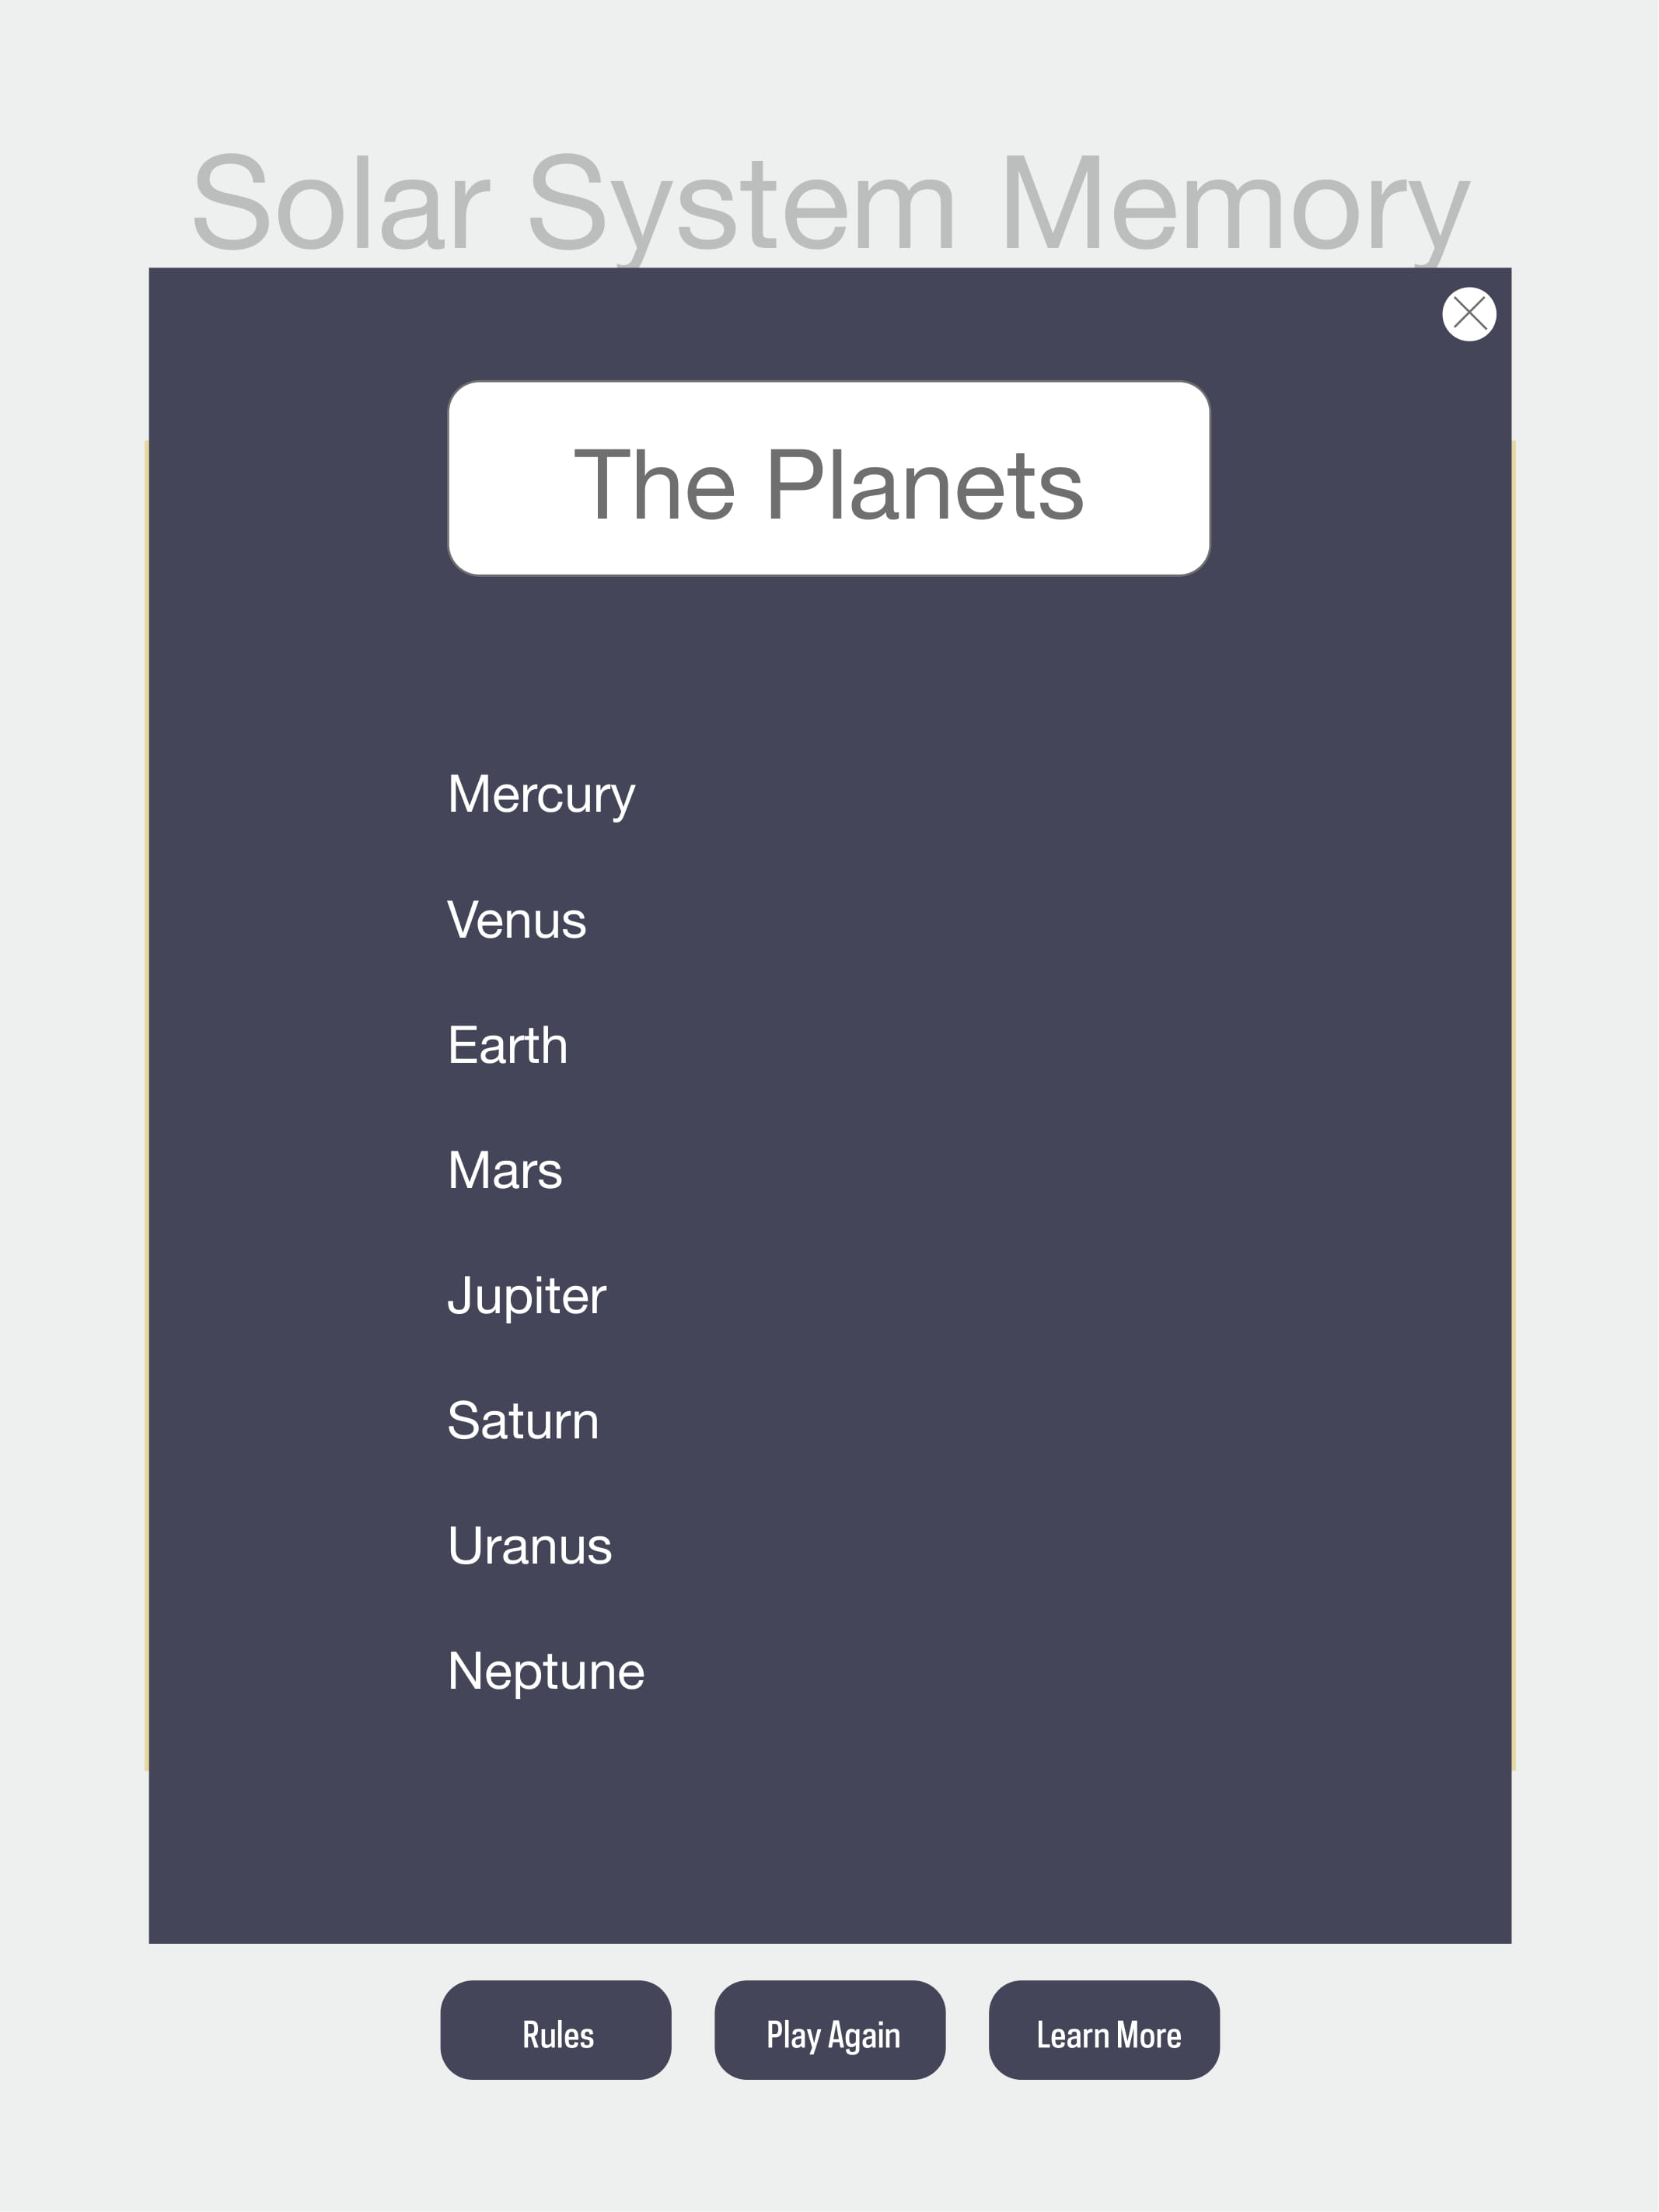 Solar System Memory
The Planets
Mercury
Venus
Earth
Mars
Jupiter
Saturn
Uranus
Neptune
Rules
Play Again
Learn More